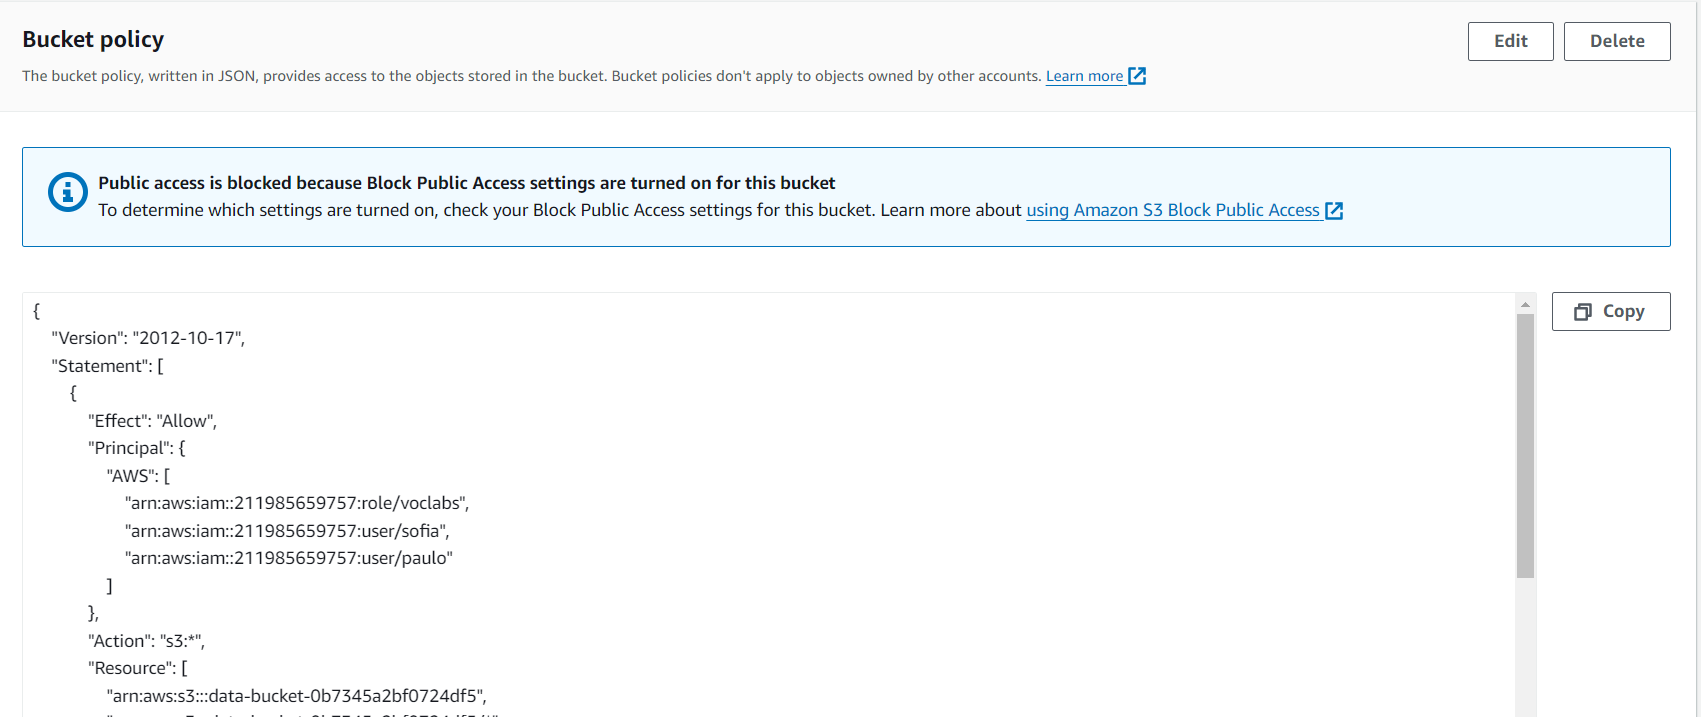 Bucket policy
Edit
Delete
The bucket policy, written in JSON, provides access to the objects stored in the bucket. Bucket policies don't apply to objects owned by other accounts. Learn more
Public access is blocked because Block Public Access settings are turned on for this bucket
To determine which settings are turned on, check your Block Public Access settings for this bucket. Learn more about using Amazon S3 Block Public Access
Copy
{
"Version": "2012-10-17",
"Statement": [
{
"Effect": "Allow",
"Principal": {
"AWS": [
"arn:aws:iam::211985659757:role/voclabs",
"arn:aws:iam::211985659757:user/sofia",
"arn:aws:iam::211985659757:user/paulo"
]
},
"Action": "s3:*",
"Resource": [
"arn:aws:s3:::data-bucket-0b7345a2bf0724df5",